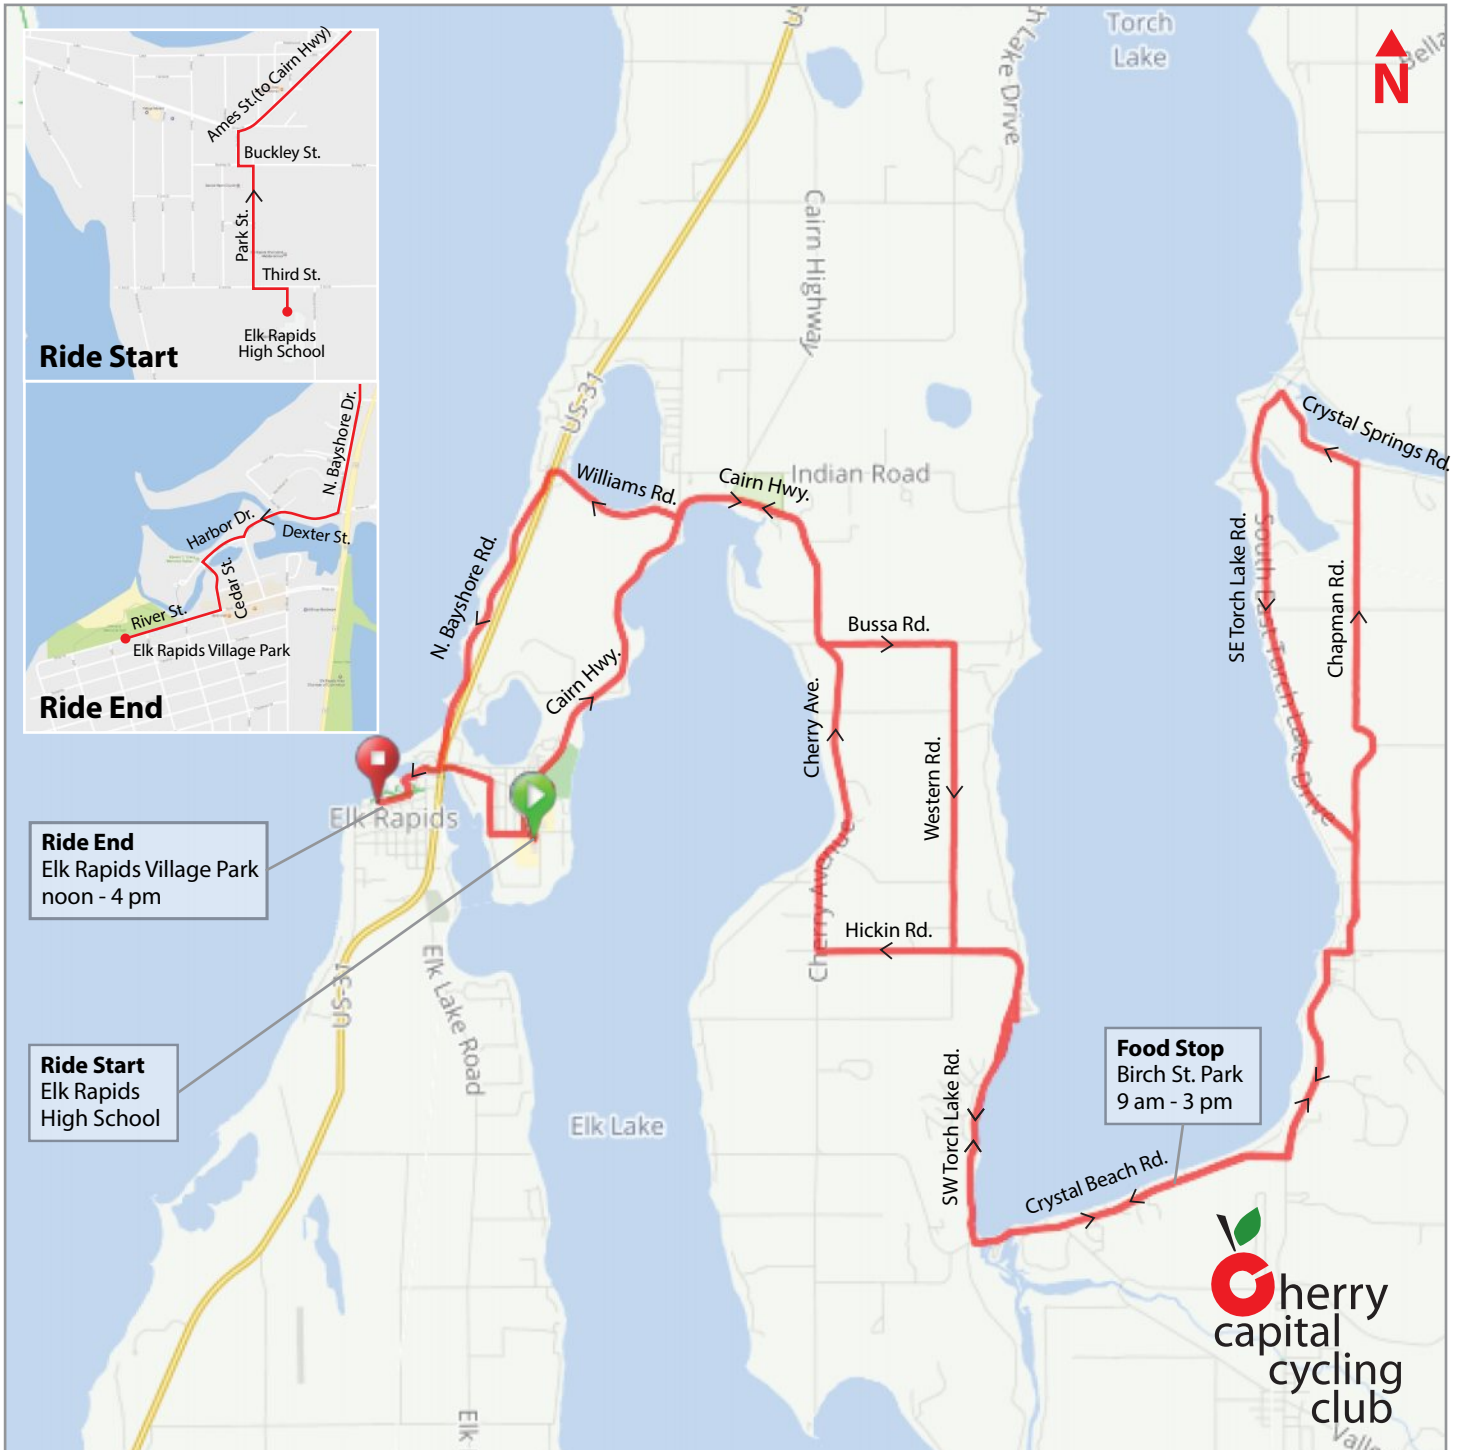 Ames St.(to Cairn Hwy)
Buckley St.
Park St.
Third St.
Elk Rapids
High School
Ride Start
N. Bayshore Dr.
Harbor Dr.
Dexter St.
Cedar St.
River St.
Elk Rapids Village Park
Ride End
Torch
Lake
N
Bella
Lake Drive
Cairn Highway
US-31
Crystal Springs Rd.
Williams Rd.
Cairn Hwy.
Indian Road
N. Bayshore Rd.
SE Torch Lake Rd.
South East Torch Lake Drive
Chapman Rd.
Bussa Rd.
Cairn Hwy.
Cherry Ave.
Western Rd.
Elk Rapids
Ride End
Elk Rapids Village Park
noon - 4 pm
Cherry Avenue
Hickin Rd.
US-31
Elk Lake Road
Ride Start
Elk Rapids
High School
Elk Lake
SW Torch Lake Rd.
Food Stop
Birch St. Park
9 am - 3 pm
Crystal Beach Rd.
Cherry
capital
cycling
club
Elk
Valle